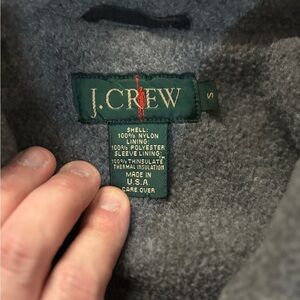 J.CREW
S
SHELL:
100% NYLON
LINING:
100% POLYESTER
SLEEVE LINING:
100% THINSULATE
THERMAL INSULATION
MADE IN
U.S.A.
CARE OVER